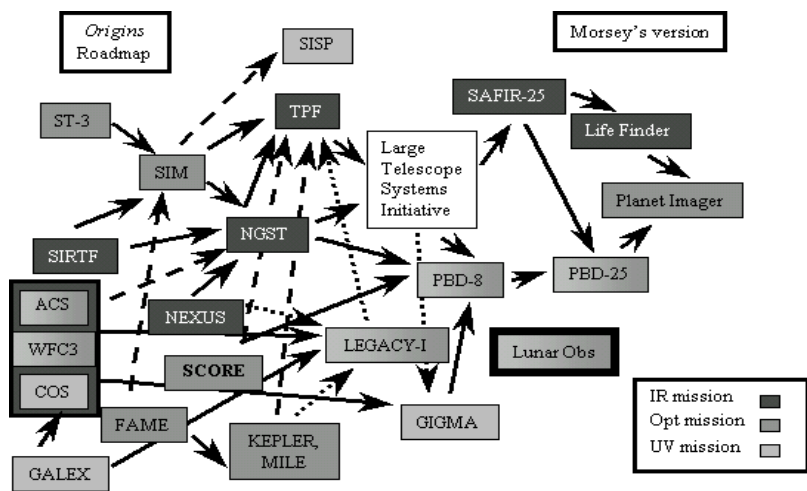 Origins
Roadmap
SISP
Morsey's version
ST-3
TPF
SAFIR-25
Life Finder
SIM
Large
Telescope
Systems
Initiative
Planet Imager
SIRTF
NGST
PBD-8
PBD-25
ACS
NEXUS
WFC3
LEGACY-I
Lunar Obs
COS
SCORE
FAME
KEPLER,
MILE
GIGMA
GALEX
IR mission
Opt mission
UV mission